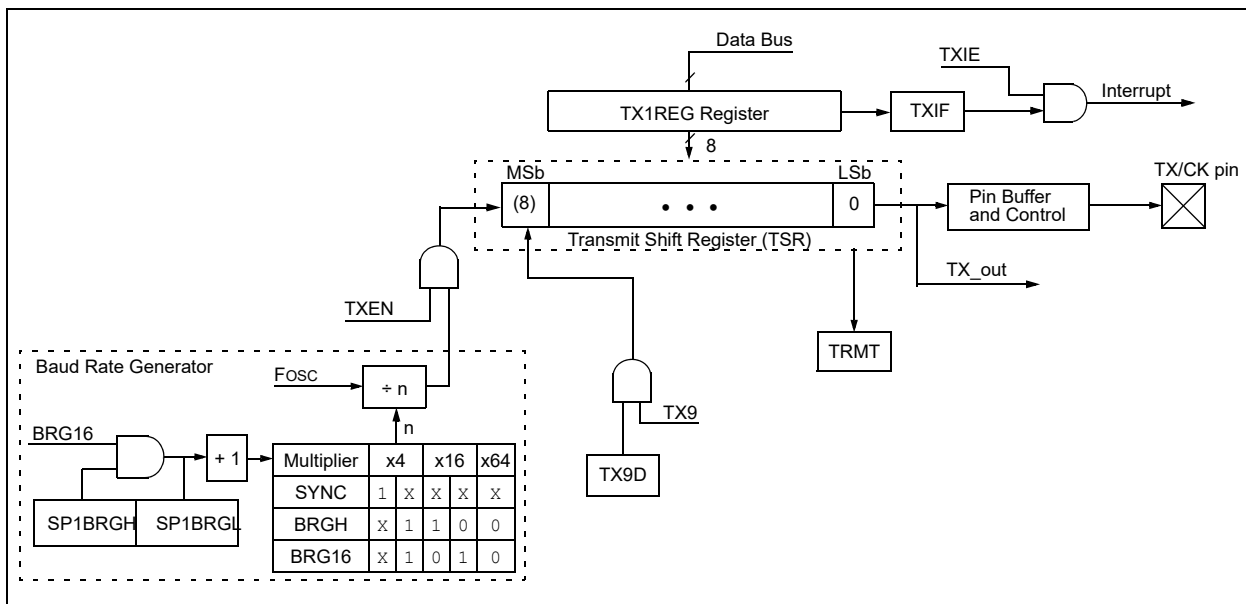 Data Bus
TXIE
Interrupt
TX1REG Register
TXIF
8
MSb
LSb
TX/CK pin
(8)
• • •
0
Pin Buffer
and Control
Transmit Shift Register (TSR)
TX_out
TXEN
TRMT
Baud Rate Generator
FOSC
÷ n
TX9
n
BRG16
+ 1
Multiplier x4 x16 x64
TX9D
SYNC 1 X X X X
SP1BRGH SP1BRGL
BRGH X 1 1 0 0
BRG16 X 1 0 1 0